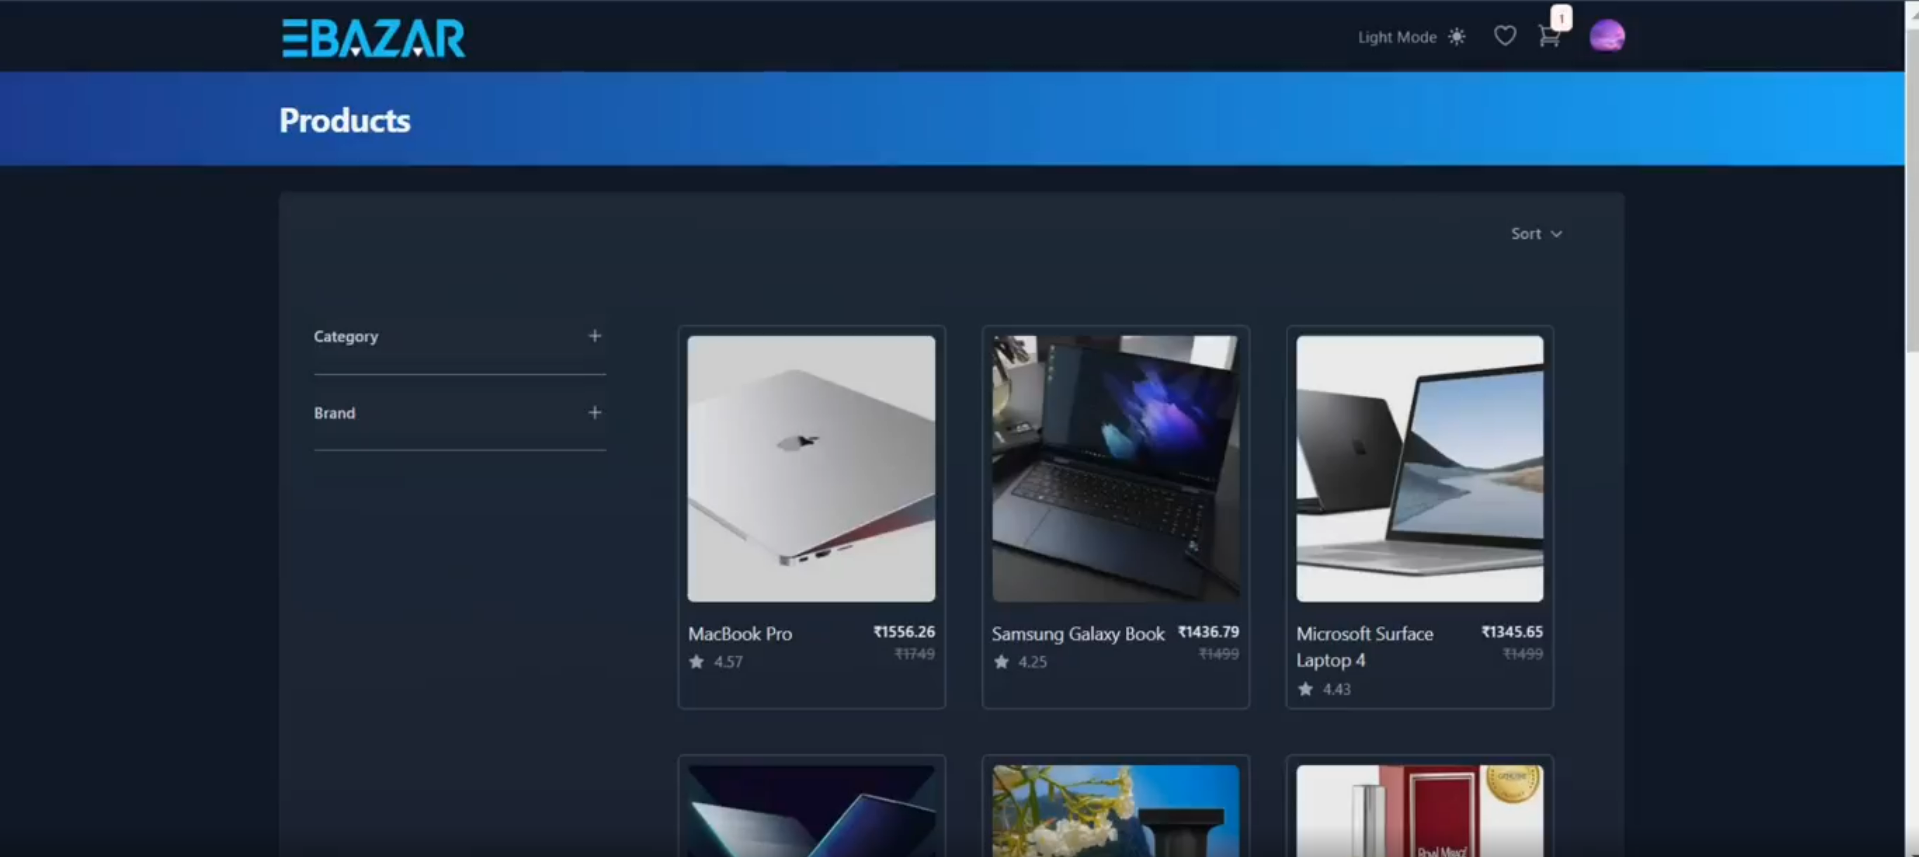 EBAZAR
Light Mode
1
Products
Sort
Category
Brand
MacBook Pro ₹1556.26
₹1749
4.57
Samsung Galaxy Book ₹1436.79
₹1499
4.25
Microsoft Surface ₹1345.65
Laptop 4 ₹1499
4.43
GENUINE